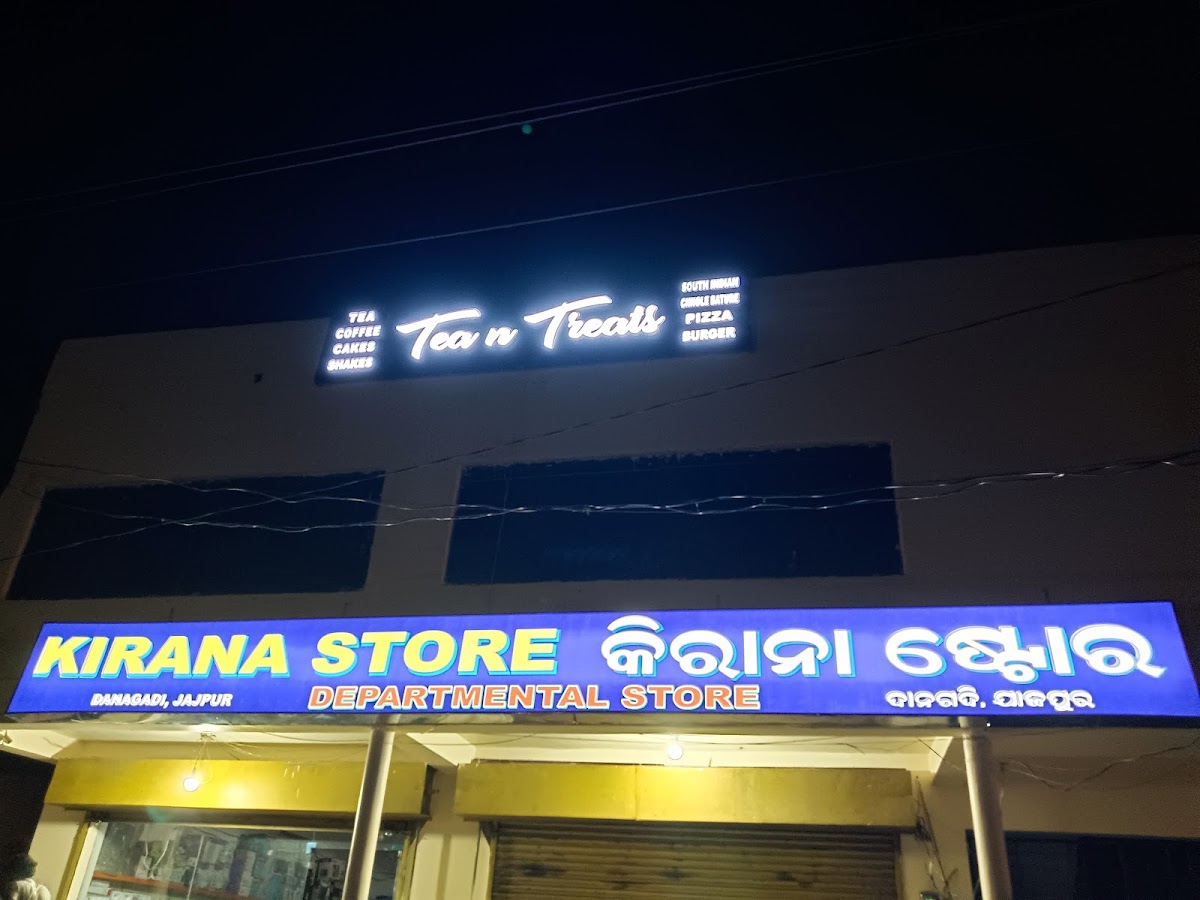 TEA
COFFEE
CAKES
SHAKES
Tea n Treats
SOUTH INDIAN
CHHOLE BATURE
PIZZA
BURGER
KIRANA STORE କିରାନା ଷ୍ଟୋର
DANAGADI, JAJPUR
DEPARTMENTAL STORE
ଦାନଗଦି, ଯାଜପୁର